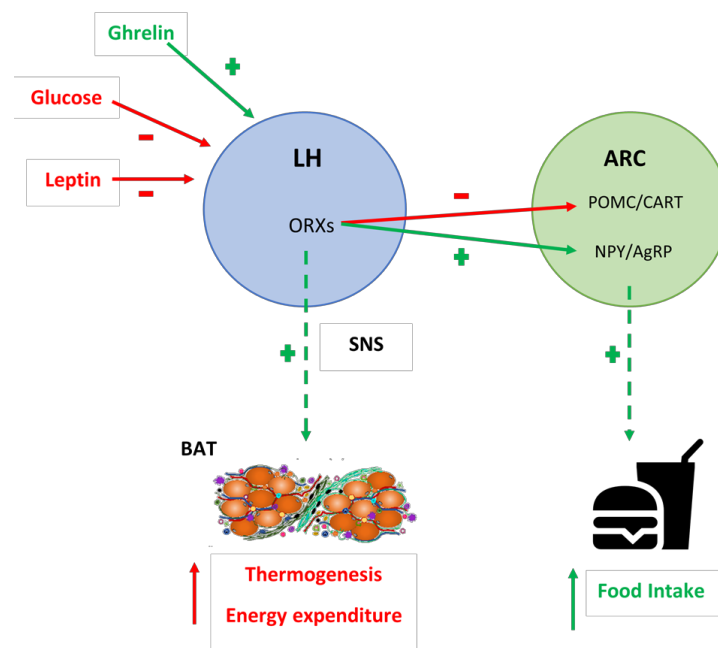 Ghrelin
Glucose
Leptin
LH
ORXs
ARC
POMC/CART
NPY/AgRP
SNS
BAT
Thermogenesis
Energy expenditure
Food Intake